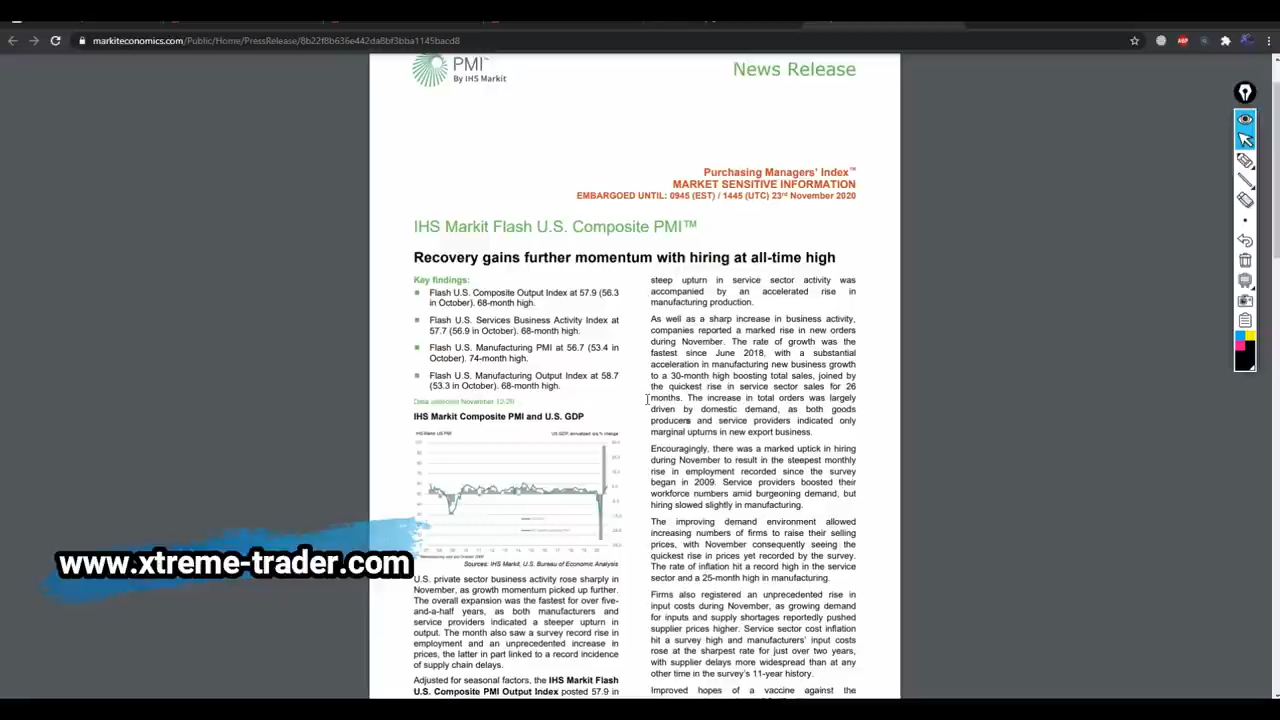 markiteconomics.com/Public/Home/PressRelease/8b22f8b636e442da8bf3bba1145bacd8
PMI™
By IHS Markit
News Release
Purchasing Managers' Index™
MARKET SENSITIVE INFORMATION
EMBARGOED UNTIL: 0945 (EST) / 1445 (UTC) 23rd November 2020
IHS Markit Flash U.S. Composite PMI™
Recovery gains further momentum with hiring at all-time high
Key findings:
Flash U.S. Composite Output Index at 57.9 (56.3
in October). 68-month high.
Flash U.S. Services Business Activity Index at
57.7 (56.9 in October). 68-month high.
Flash U.S. Manufacturing PMI at 56.7 (53.4 in
October). 74-month high.
Flash U.S. Manufacturing Output Index at 58.7
(53.3 in October). 68-month high.
Data collected November 12-20
IHS Markit Composite PMI and U.S. GDP
Sources: IHS Markit, U.S. Bureau of Economic Analysis
U.S. private sector business activity rose sharply in
November, as growth momentum picked up further.
The overall expansion was the fastest for over five-
and-a-half years, as both manufacturers and
service providers indicated a steeper upturn in
output. The month also saw a survey record rise in
employment and an unprecedented increase in
prices, the latter in part linked to a record incidence
of supply chain delays.
Adjusted for seasonal factors, the IHS Markit Flash
U.S. Composite PMI Output Index posted 57.9 in
steep upturn in service sector activity was
accompanied by an accelerated rise in
manufacturing production.
As well as a sharp increase in business activity,
companies reported a marked rise in new orders
during November. The rate of growth was the
fastest since June 2018, with a substantial
acceleration in manufacturing new business growth
to a 30-month high boosting total sales, joined by
the quickest rise in service sector sales for 26
months. The increase in total orders was largely
driven by domestic demand, as both goods
producers and service providers indicated only
marginal upturns in new export business.
Encouragingly, there was a marked uptick in hiring
during November to result in the steepest monthly
rise in employment recorded since the survey
began in 2009. Service providers boosted their
workforce numbers amid burgeoning demand, but
hiring slowed slightly in manufacturing.
The improving demand environment allowed
increasing numbers of firms to raise their selling
prices, with November consequently seeing the
quickest rise in prices yet recorded by the survey.
The rate of inflation hit a record high in the service
sector and a 25-month high in manufacturing.
Firms also registered an unprecedented rise in
input costs during November, as growing demand
for inputs and supply shortages reportedly pushed
supplier prices higher. Service sector cost inflation
hit a survey high and manufacturers' input costs
rose at the sharpest rate for just over two years,
with supplier delays more widespread than at any
other time in the survey's 11-year history.
Improved hopes of a vaccine against the
www.xtreme-trader.com